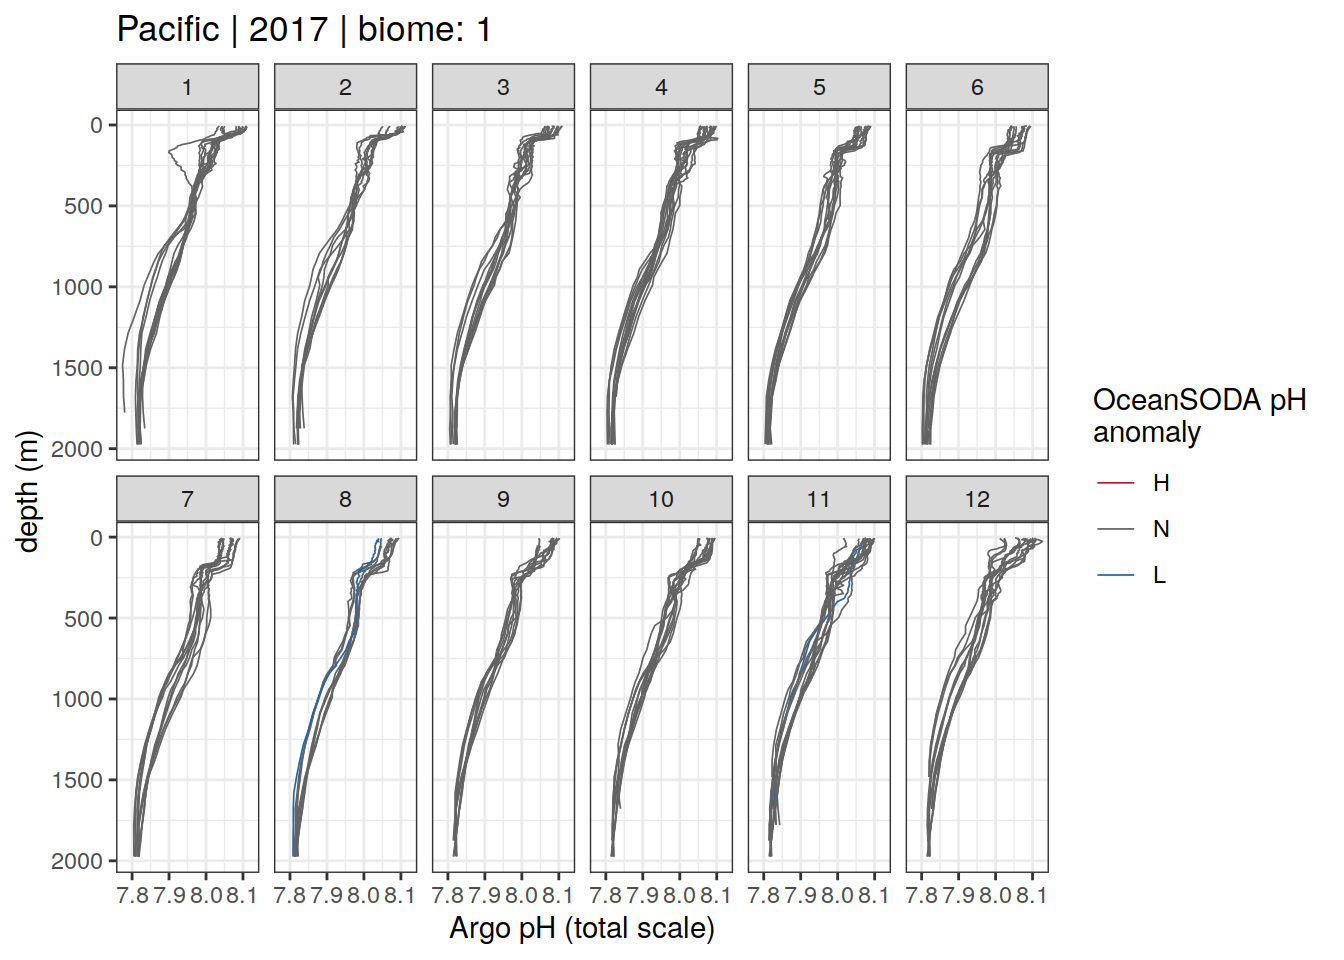 Pacific | 2017 | biome: 1
1 2 3 4 5 6
0
500
1000
1500
2000
7 8 9 10 11 12
0
500
1000
1500
2000
7.8 7.9 8.0 8.1 7.8 7.9 8.0 8.1 7.8 7.9 8.0 8.1 7.8 7.9 8.0 8.1 7.8 7.9 8.0 8.1 7.8 7.9 8.0 8.1
Argo pH (total scale)
depth (m)
OceanSODA pH
anomaly
H
N
L